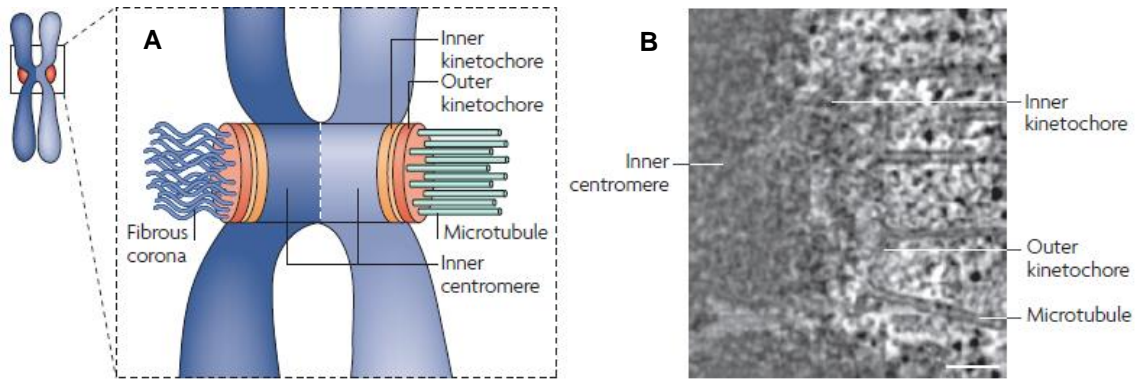 A
Inner
kinetochore
Outer
kinetochore
Fibrous
corona
Microtubule
Inner
centromere
B
Inner
kinetochore
Inner
centromere
Outer
kinetochore
Microtubule